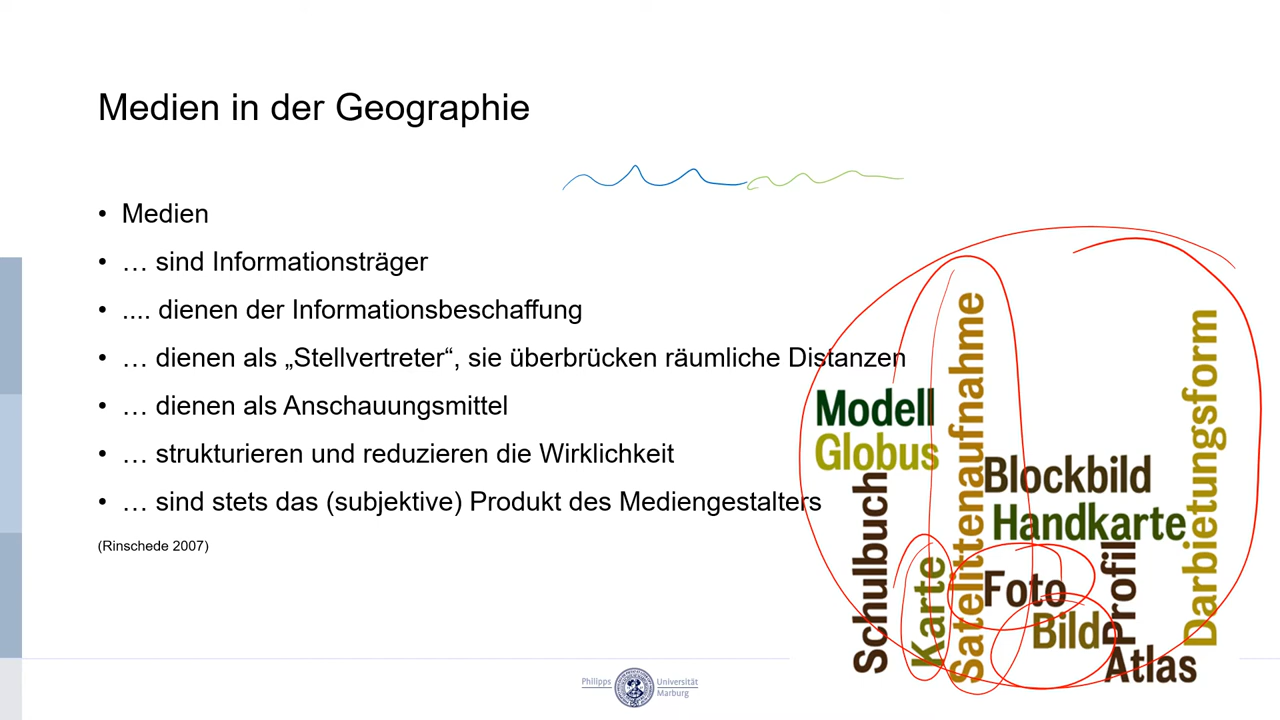 Medien in der Geographie
• Medien
• … sind Informationsträger
• .... dienen der Informationsbeschaffung
• … dienen als „Stellvertreter“, sie überbrücken räumliche Distanzen
• … dienen als Anschauungsmittel
• … strukturieren und reduzieren die Wirklichkeit
• … sind stets das (subjektive) Produkt des Mediengestalters
(Rinschede 2007)
Modell
Globus
Schulbuch
Karte
Satelittenaufnahme
Blockbild
Handkarte
Foto
Bild
Profil
Atlas
Darbietungsform
Philipps Universität
Marburg